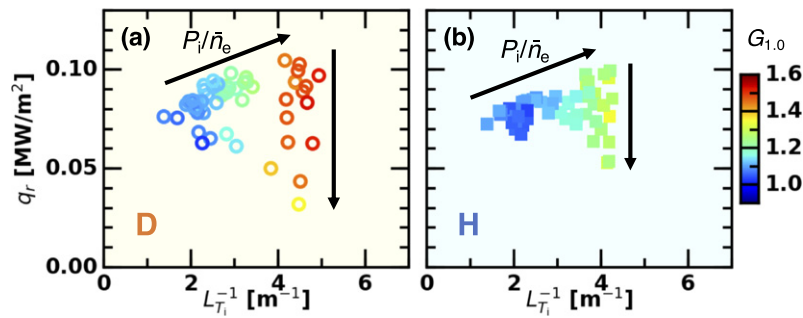 (a) P_i/n̄_e
(b) P_i/n̄_e
G_{1.0}
q_r [MW/m²]
0.10
0.05
0.00
D
H
1.6
1.4
1.2
1.0
0 2 4 6
0 2 4 6
L_{T_i}^{-1} [m^{-1}]
L_{T_i}^{-1} [m^{-1}]